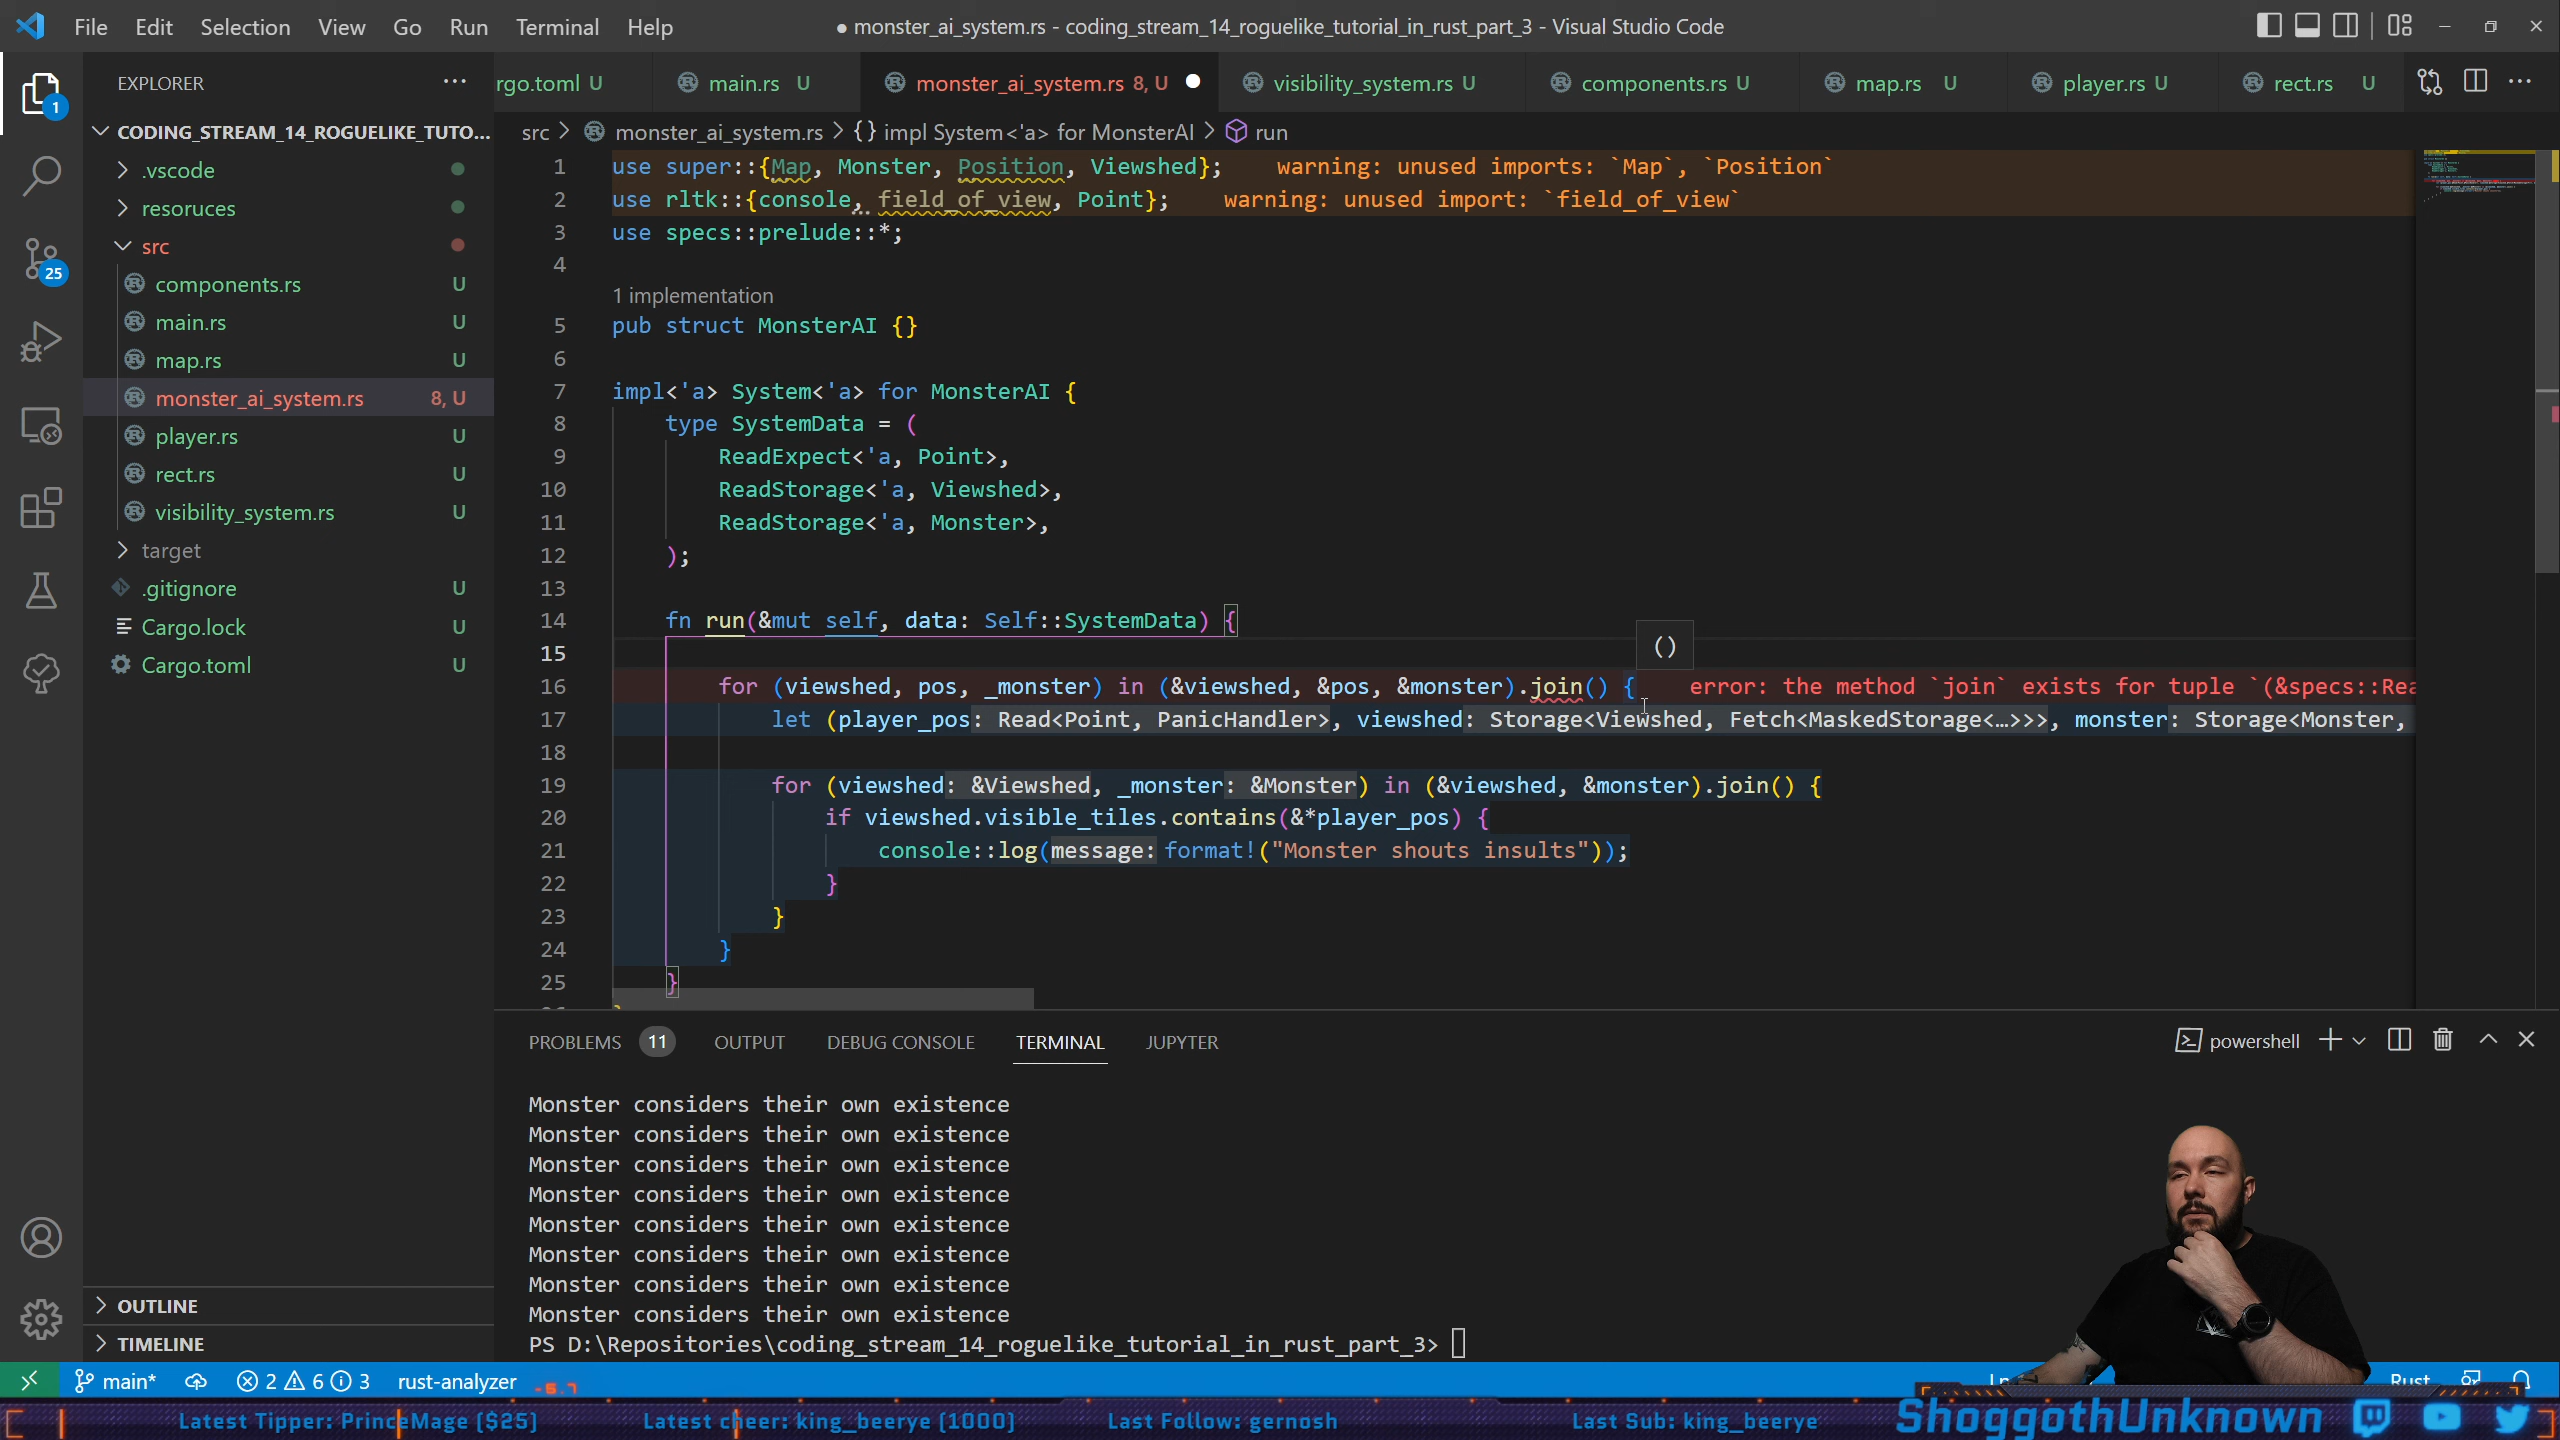 File Edit Selection View Go Run Terminal Help
● monster_ai_system.rs - coding_stream_14_roguelike_tutorial_in_rust_part_3 - Visual Studio Code
EXPLORER
rgo.toml U
main.rs U
monster_ai_system.rs 8, U
visibility_system.rs U
components.rs U
map.rs U
player.rs U
rect.rs U
1
25
CODING_STREAM_14_ROGUELIKE_TUTO...
.vscode
resoruces
src
components.rs U
main.rs U
map.rs U
monster_ai_system.rs 8, U
player.rs U
rect.rs U
visibility_system.rs U
target
.gitignore U
Cargo.lock U
Cargo.toml U
OUTLINE
TIMELINE
src > monster_ai_system.rs > {} impl System<'a> for MonsterAI > run
1 use super::{Map, Monster, Position, Viewshed}; warning: unused imports: `Map`, `Position`
2 use rltk::{console, field_of_view, Point}; warning: unused import: `field_of_view`
3 use specs::prelude::*;
4
1 implementation
5 pub struct MonsterAI {}
6
7 impl<'a> System<'a> for MonsterAI {
8 type SystemData = (
9 ReadExpect<'a, Point>,
10 ReadStorage<'a, Viewshed>,
11 ReadStorage<'a, Monster>,
12 );
13
14 fn run(&mut self, data: Self::SystemData) {
15
()
16 for (viewshed, pos, _monster) in (&viewshed, &pos, &monster).join() { error: the method `join` exists for tuple `(&specs::Rea
17 let (player_pos: Read<Point, PanicHandler>, viewshed: Storage<Viewshed, Fetch<MaskedStorage<…>>>, monster: Storage<Monster,
18
19 for (viewshed: &Viewshed, _monster: &Monster) in (&viewshed, &monster).join() {
20 if viewshed.visible_tiles.contains(&*player_pos) {
21 console::log(message: format!("Monster shouts insults"));
22 }
23 }
24 }
25 }
PROBLEMS 11 OUTPUT DEBUG CONSOLE TERMINAL JUPYTER
powershell
Monster considers their own existence
Monster considers their own existence
Monster considers their own existence
Monster considers their own existence
Monster considers their own existence
Monster considers their own existence
Monster considers their own existence
Monster considers their own existence
PS D:\Repositories\coding_stream_14_roguelike_tutorial_in_rust_part_3>
main* 2 6 3 rust-analyzer
Rust
Latest Tipper: PrinceMage ($25) Latest cheer: king_beerye (1000) Last Follow: gernosh Last Sub: king_beerye ShoggothUnknown